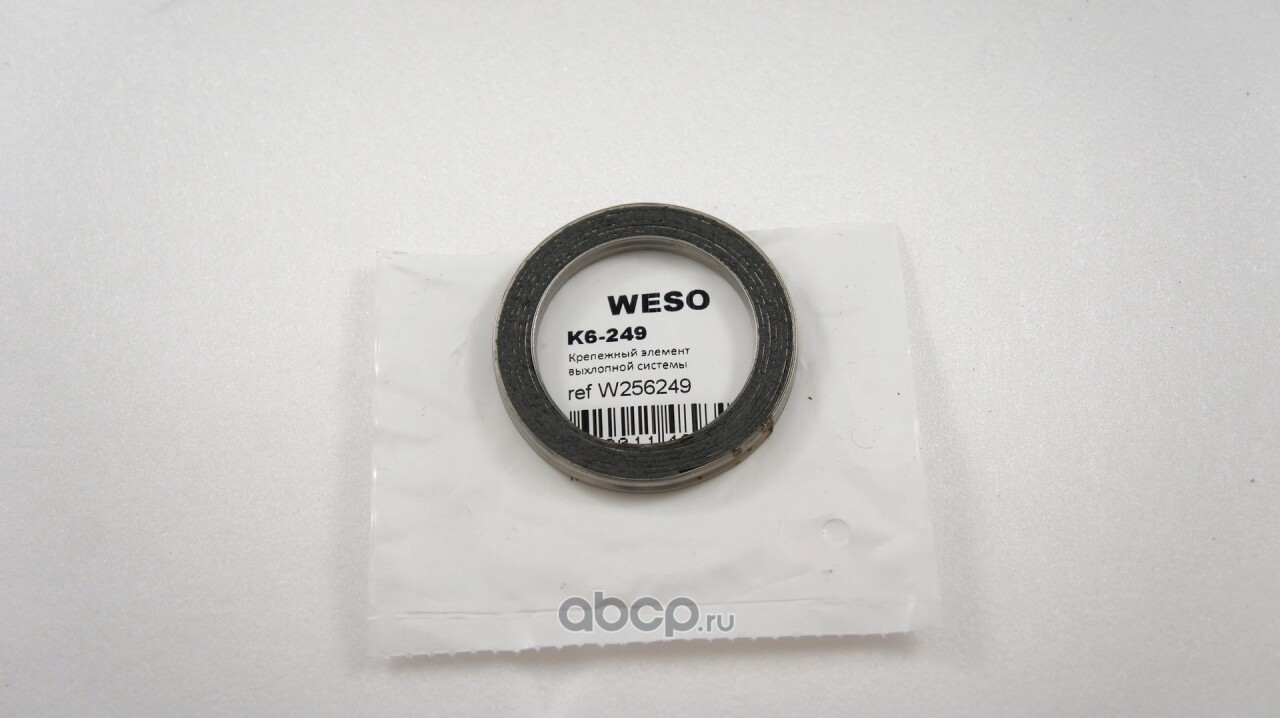 WESO
K6-249
Крепежный элемент
выхлопной системы
ref W256249
abcp.ru